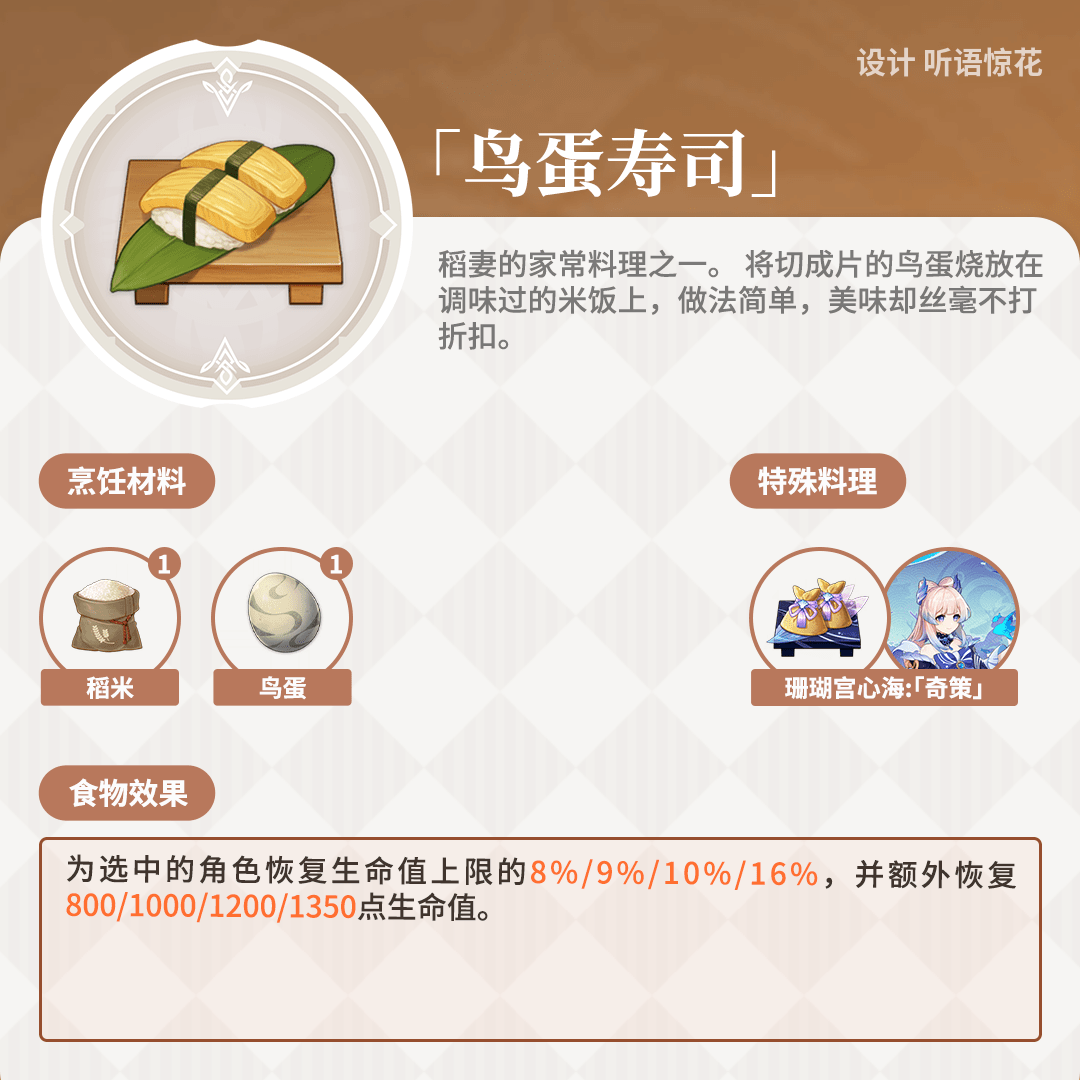 设计 听语惊花
「鸟蛋寿司」
稻妻的家常料理之一。 将切成片的鸟蛋烧放在
调味过的米饭上，做法简单，美味却丝毫不打
折扣。
烹饪材料
特殊料理
1
1
稻米
鸟蛋
珊瑚宫心海:「奇策」
食物效果
为选中的角色恢复生命值上限的8%/9%/10%/16%，并额外恢复
800/1000/1200/1350点生命值。